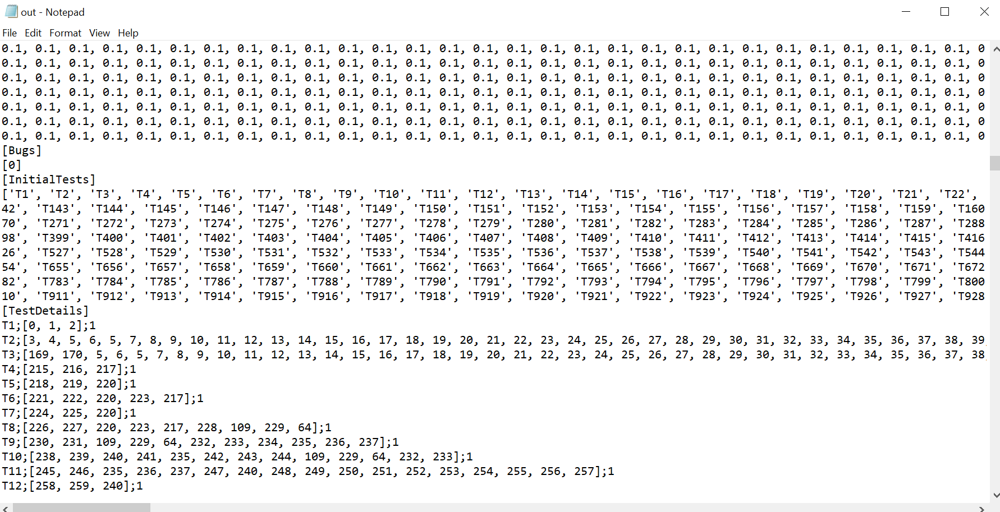 out - Notepad
File Edit Format View Help
0.1, 0.1, 0.1, 0.1, 0.1, 0.1, 0.1, 0.1, 0.1, 0.1, 0.1, 0.1, 0.1, 0.1, 0.1, 0.1, 0.1, 0.1, 0.1, 0.1, 0.1, 0.1, 0.1, 0.1, 0.1, 0.1, 0.1, 0.1, 0.1, 0
0.1, 0.1, 0.1, 0.1, 0.1, 0.1, 0.1, 0.1, 0.1, 0.1, 0.1, 0.1, 0.1, 0.1, 0.1, 0.1, 0.1, 0.1, 0.1, 0.1, 0.1, 0.1, 0.1, 0.1, 0.1, 0.1, 0.1, 0.1, 0.1, 0
0.1, 0.1, 0.1, 0.1, 0.1, 0.1, 0.1, 0.1, 0.1, 0.1, 0.1, 0.1, 0.1, 0.1, 0.1, 0.1, 0.1, 0.1, 0.1, 0.1, 0.1, 0.1, 0.1, 0.1, 0.1, 0.1, 0.1, 0.1, 0.1, 0
0.1, 0.1, 0.1, 0.1, 0.1, 0.1, 0.1, 0.1, 0.1, 0.1, 0.1, 0.1, 0.1, 0.1, 0.1, 0.1, 0.1, 0.1, 0.1, 0.1, 0.1, 0.1, 0.1, 0.1, 0.1, 0.1, 0.1, 0.1, 0.1, 0
0.1, 0.1, 0.1, 0.1, 0.1, 0.1, 0.1, 0.1, 0.1, 0.1, 0.1, 0.1, 0.1, 0.1, 0.1, 0.1, 0.1, 0.1, 0.1, 0.1, 0.1, 0.1, 0.1, 0.1, 0.1, 0.1, 0.1, 0.1, 0.1, 0
0.1, 0.1, 0.1, 0.1, 0.1, 0.1, 0.1, 0.1, 0.1, 0.1, 0.1, 0.1, 0.1, 0.1, 0.1, 0.1, 0.1, 0.1, 0.1, 0.1, 0.1, 0.1, 0.1, 0.1, 0.1, 0.1, 0.1, 0.1, 0.1, 0
0.1, 0.1, 0.1, 0.1, 0.1, 0.1, 0.1, 0.1, 0.1, 0.1, 0.1, 0.1, 0.1, 0.1, 0.1, 0.1, 0.1, 0.1, 0.1, 0.1, 0.1, 0.1, 0.1, 0.1, 0.1, 0.1, 0.1, 0.1, 0.1, 0
[Bugs]
[0]
[InitialTests]
['T1', 'T2', 'T3', 'T4', 'T5', 'T6', 'T7', 'T8', 'T9', 'T10', 'T11', 'T12', 'T13', 'T14', 'T15', 'T16', 'T17', 'T18', 'T19', 'T20', 'T21', 'T22',
42', 'T143', 'T144', 'T145', 'T146', 'T147', 'T148', 'T149', 'T150', 'T151', 'T152', 'T153', 'T154', 'T155', 'T156', 'T157', 'T158', 'T159', 'T160
70', 'T271', 'T272', 'T273', 'T274', 'T275', 'T276', 'T277', 'T278', 'T279', 'T280', 'T281', 'T282', 'T283', 'T284', 'T285', 'T286', 'T287', 'T288
98', 'T399', 'T400', 'T401', 'T402', 'T403', 'T404', 'T405', 'T406', 'T407', 'T408', 'T409', 'T410', 'T411', 'T412', 'T413', 'T414', 'T415', 'T416
26', 'T527', 'T528', 'T529', 'T530', 'T531', 'T532', 'T533', 'T534', 'T535', 'T536', 'T537', 'T538', 'T539', 'T540', 'T541', 'T542', 'T543', 'T544
54', 'T655', 'T656', 'T657', 'T658', 'T659', 'T660', 'T661', 'T662', 'T663', 'T664', 'T665', 'T666', 'T667', 'T668', 'T669', 'T670', 'T671', 'T672
82', 'T783', 'T784', 'T785', 'T786', 'T787', 'T788', 'T789', 'T790', 'T791', 'T792', 'T793', 'T794', 'T795', 'T796', 'T797', 'T798', 'T799', 'T800
10', 'T911', 'T912', 'T913', 'T914', 'T915', 'T916', 'T917', 'T918', 'T919', 'T920', 'T921', 'T922', 'T923', 'T924', 'T925', 'T926', 'T927', 'T928
[TestDetails]
T1;[0, 1, 2];1
T2;[3, 4, 5, 6, 5, 7, 8, 9, 10, 11, 12, 13, 14, 15, 16, 17, 18, 19, 20, 21, 22, 23, 24, 25, 26, 27, 28, 29, 30, 31, 32, 33, 34, 35, 36, 37, 38, 39,
T3;[169, 170, 5, 6, 5, 7, 8, 9, 10, 11, 12, 13, 14, 15, 16, 17, 18, 19, 20, 21, 22, 23, 24, 25, 26, 27, 28, 29, 30, 31, 32, 33, 34, 35, 36, 37, 38,
T4;[215, 216, 217];1
T5;[218, 219, 220];1
T6;[221, 222, 220, 223, 217];1
T7;[224, 225, 220];1
T8;[226, 227, 220, 223, 217, 228, 109, 229, 64];1
T9;[230, 231, 109, 229, 64, 232, 233, 234, 235, 236, 237];1
T10;[238, 239, 240, 241, 235, 242, 243, 244, 109, 229, 64, 232, 233];1
T11;[245, 246, 235, 236, 237, 247, 240, 248, 249, 250, 251, 252, 253, 254, 255, 256, 257];1
T12;[258, 259, 240];1